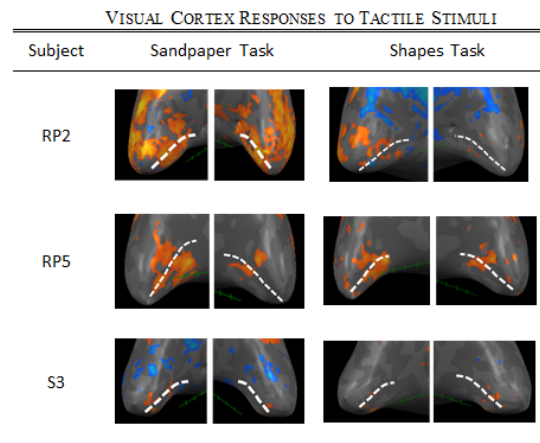 VISUAL CORTEX RESPONSES TO TACTILE STIMULI
Subject Sandpaper Task Shapes Task
RP2
RP5
S3